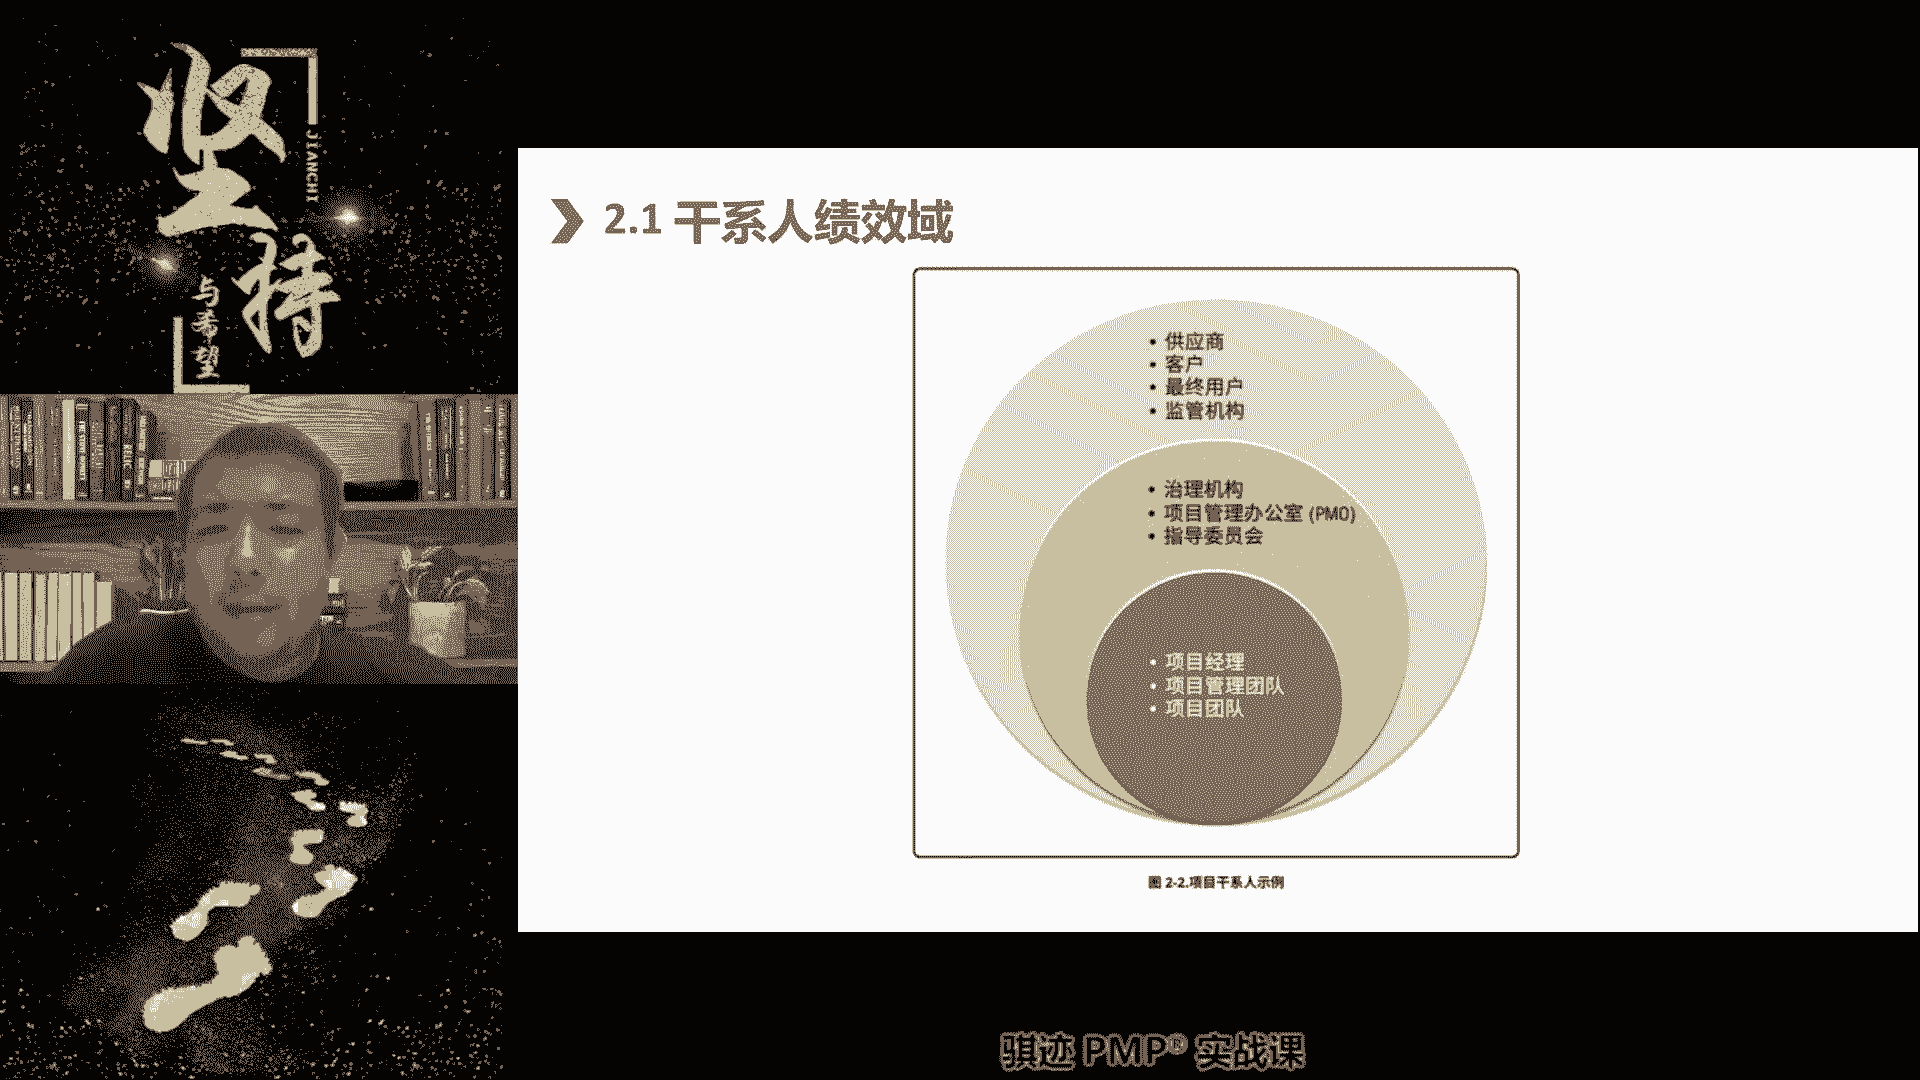 坚持
JIANCHI
与希望
2.1 干系人绩效域
• 供应商
• 客户
• 最终用户
• 监管机构
• 治理机构
• 项目管理办公室 (PMO)
• 指导委员会
• 项目经理
• 项目管理团队
• 项目团队
图 2-2.项目干系人示例
骐迹 PMP® 实战课